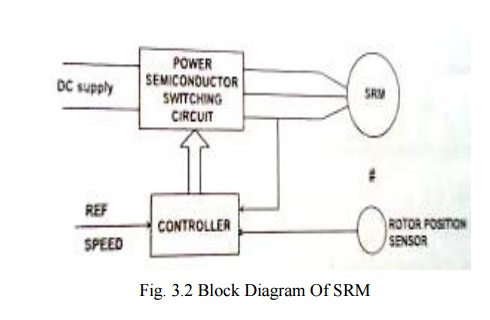 POWER
SEMICONDUCTOR
SWITCHING
CIRCUIT
DC supply
SRM
#
REF
SPEED
CONTROLLER
ROTOR POSITION
SENSOR
Fig. 3.2 Block Diagram Of SRM